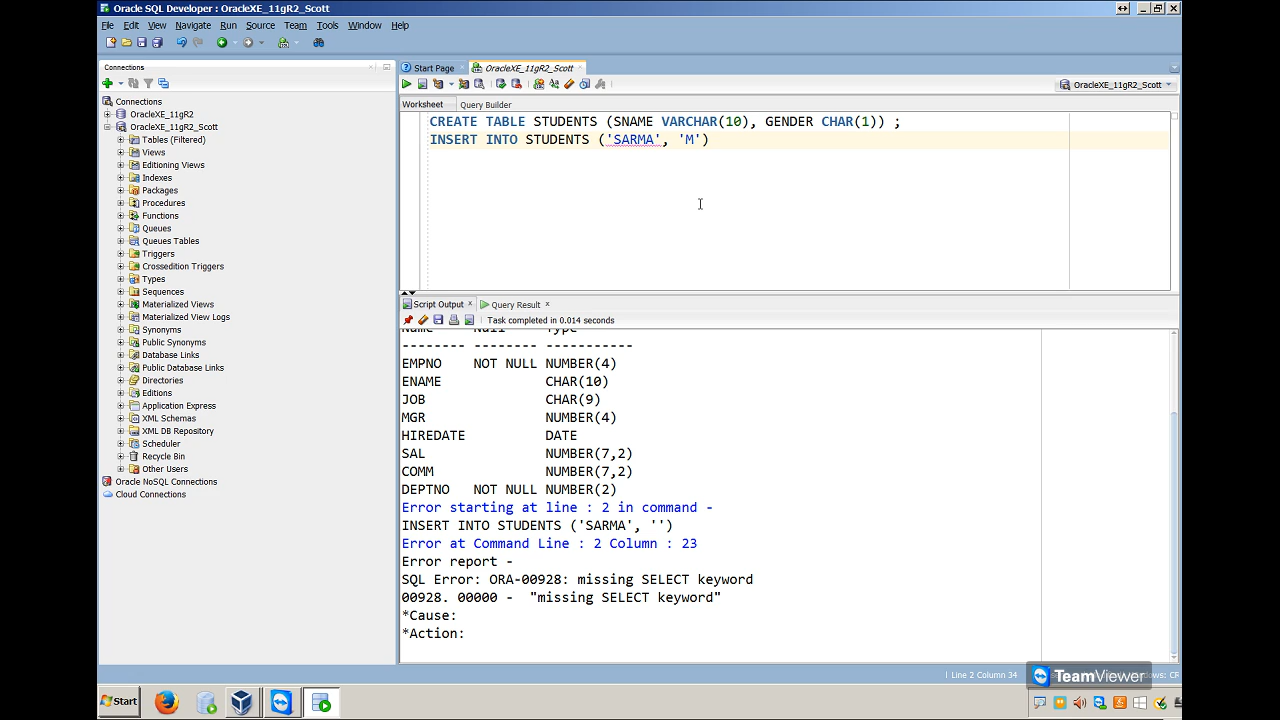 Oracle SQL Developer : OracleXE_11gR2_Scott
File Edit View Navigate Run Source Team Tools Window Help
Connections
Start Page
OracleXE_11gR2_Scott
OracleXE_11gR2_Scott
Worksheet Query Builder
Connections
OracleXE_11gR2
OracleXE_11gR2_Scott
Tables (Filtered)
Views
Editioning Views
Indexes
Packages
Procedures
Functions
Queues
Queues Tables
Triggers
Crossedition Triggers
Types
Sequences
Materialized Views
Materialized View Logs
Synonyms
Public Synonyms
Database Links
Public Database Links
Directories
Editions
Application Express
XML Schemas
XML DB Repository
Scheduler
Recycle Bin
Other Users
Oracle NoSQL Connections
Cloud Connections
CREATE TABLE STUDENTS (SNAME VARCHAR(10), GENDER CHAR(1)) ;
INSERT INTO STUDENTS ('SARMA', 'M')
Script Output Query Result
Task completed in 0.014 seconds
Name Null Type
-------- -------- -----------
EMPNO NOT NULL NUMBER(4)
ENAME CHAR(10)
JOB CHAR(9)
MGR NUMBER(4)
HIREDATE DATE
SAL NUMBER(7,2)
COMM NUMBER(7,2)
DEPTNO NOT NULL NUMBER(2)
Error starting at line : 2 in command -
INSERT INTO STUDENTS ('SARMA', '')
Error at Command Line : 2 Column : 23
Error report -
SQL Error: ORA-00928: missing SELECT keyword
00928. 00000 - "missing SELECT keyword"
*Cause:
*Action:
Line 2 Column 34
TeamViewer
Start